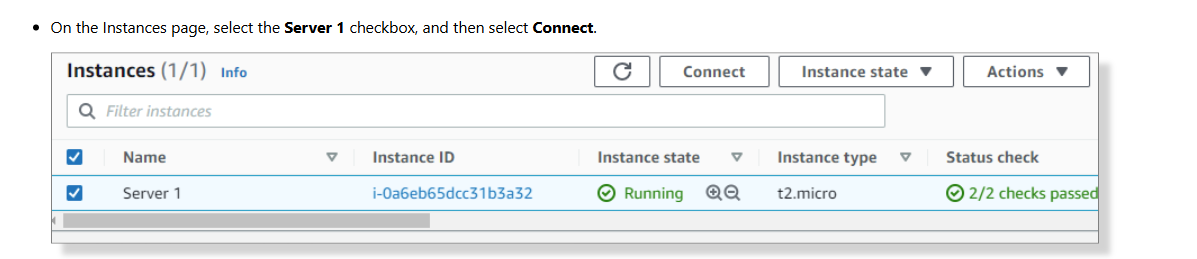 • On the Instances page, select the Server 1 checkbox, and then select Connect.
Instances (1/1) Info Connect Instance state Actions
Filter instances
Name Instance ID Instance state Instance type Status check
Server 1 i-0a6eb65dcc31b3a32 Running t2.micro 2/2 checks passed